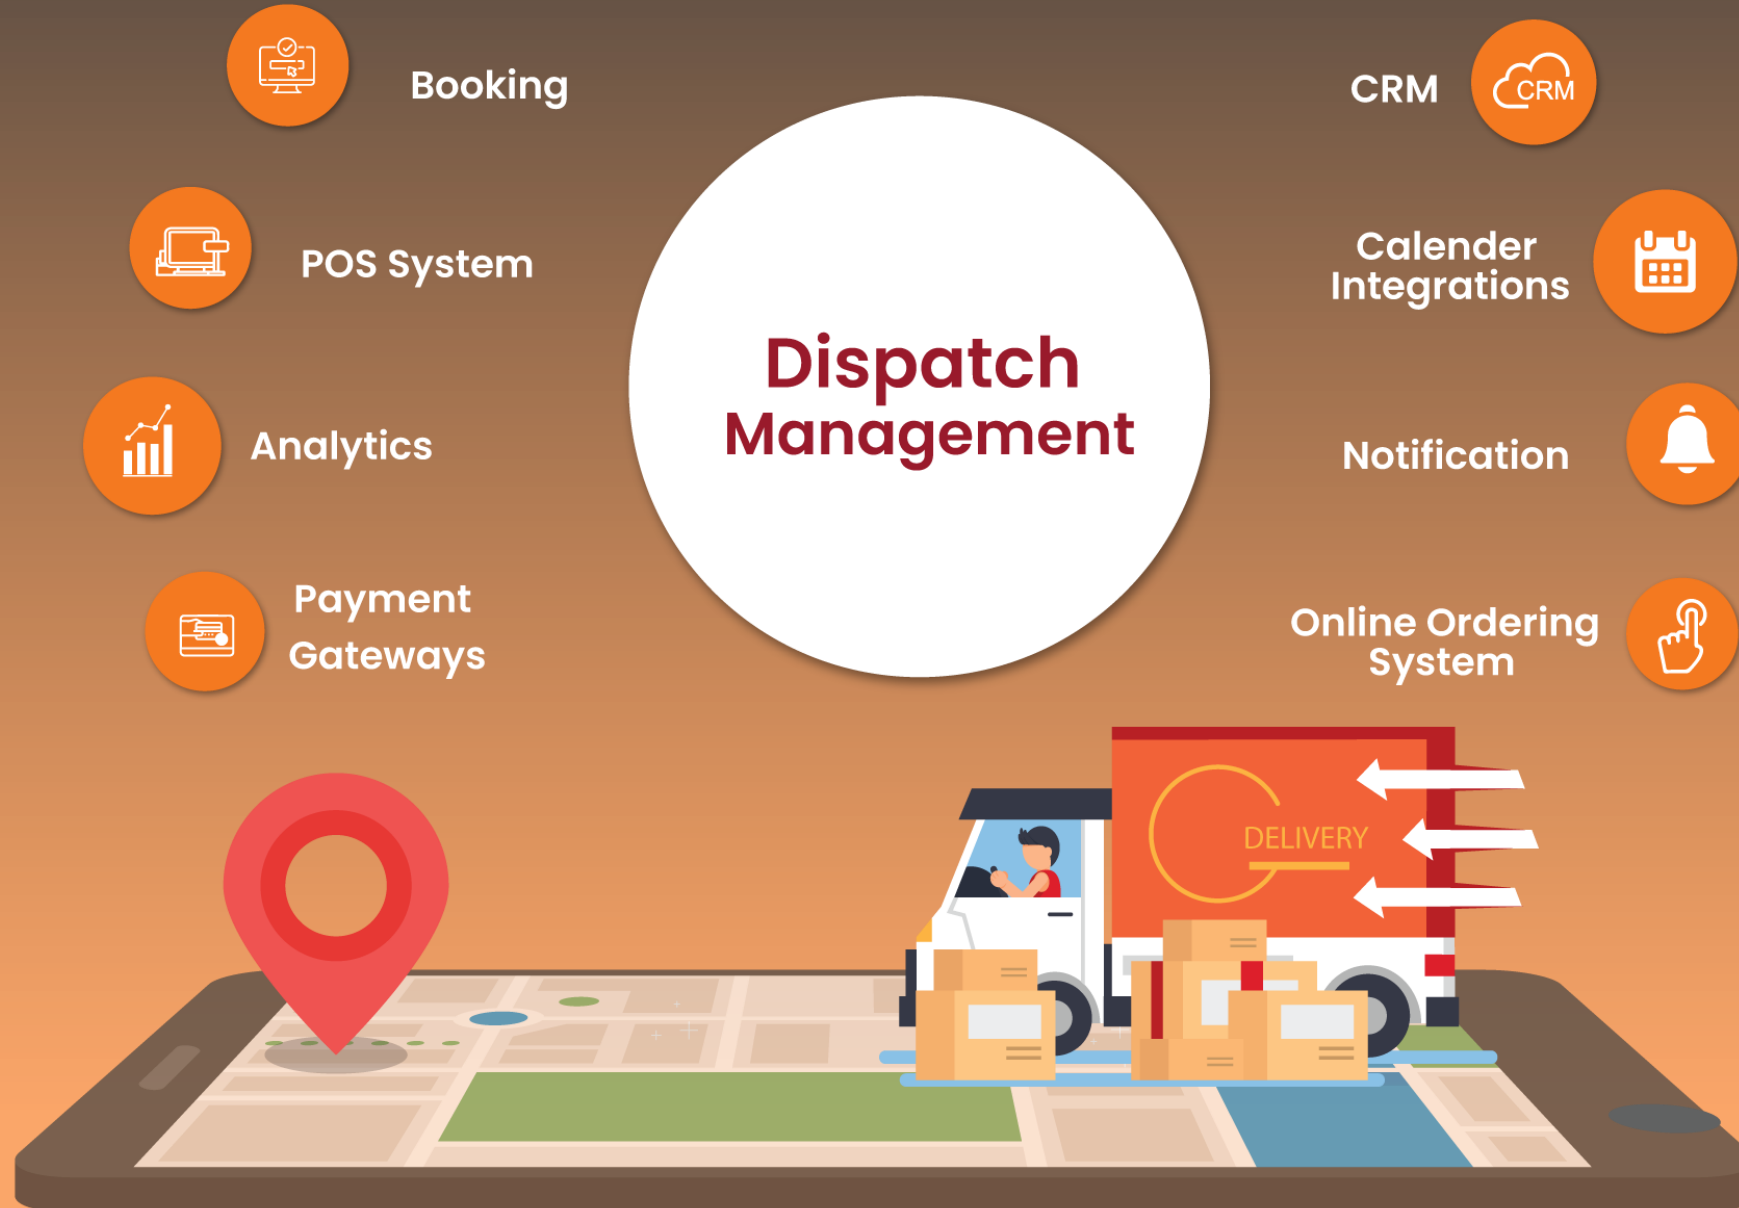 Booking
POS System
Analytics
Payment
Gateways
Dispatch
Management
CRM
CRM
Calender
Integrations
Notification
Online Ordering
System
DELIVERY